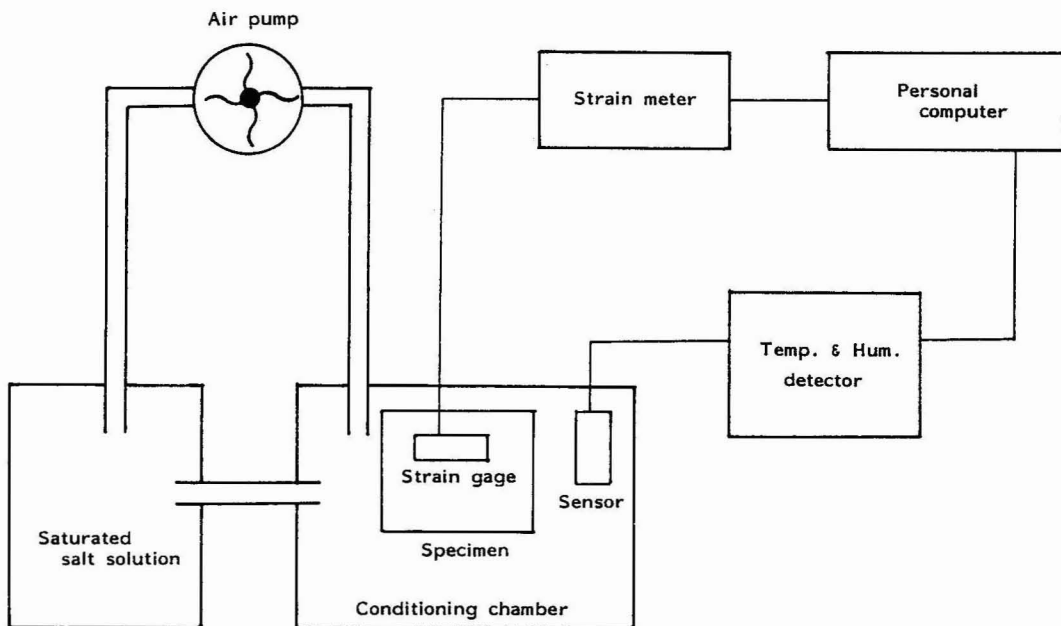 Air pump
Strain meter
Personal
computer
Temp. & Hum.
detector
Strain gage
Sensor
Specimen
Saturated
salt solution
Conditioning chamber